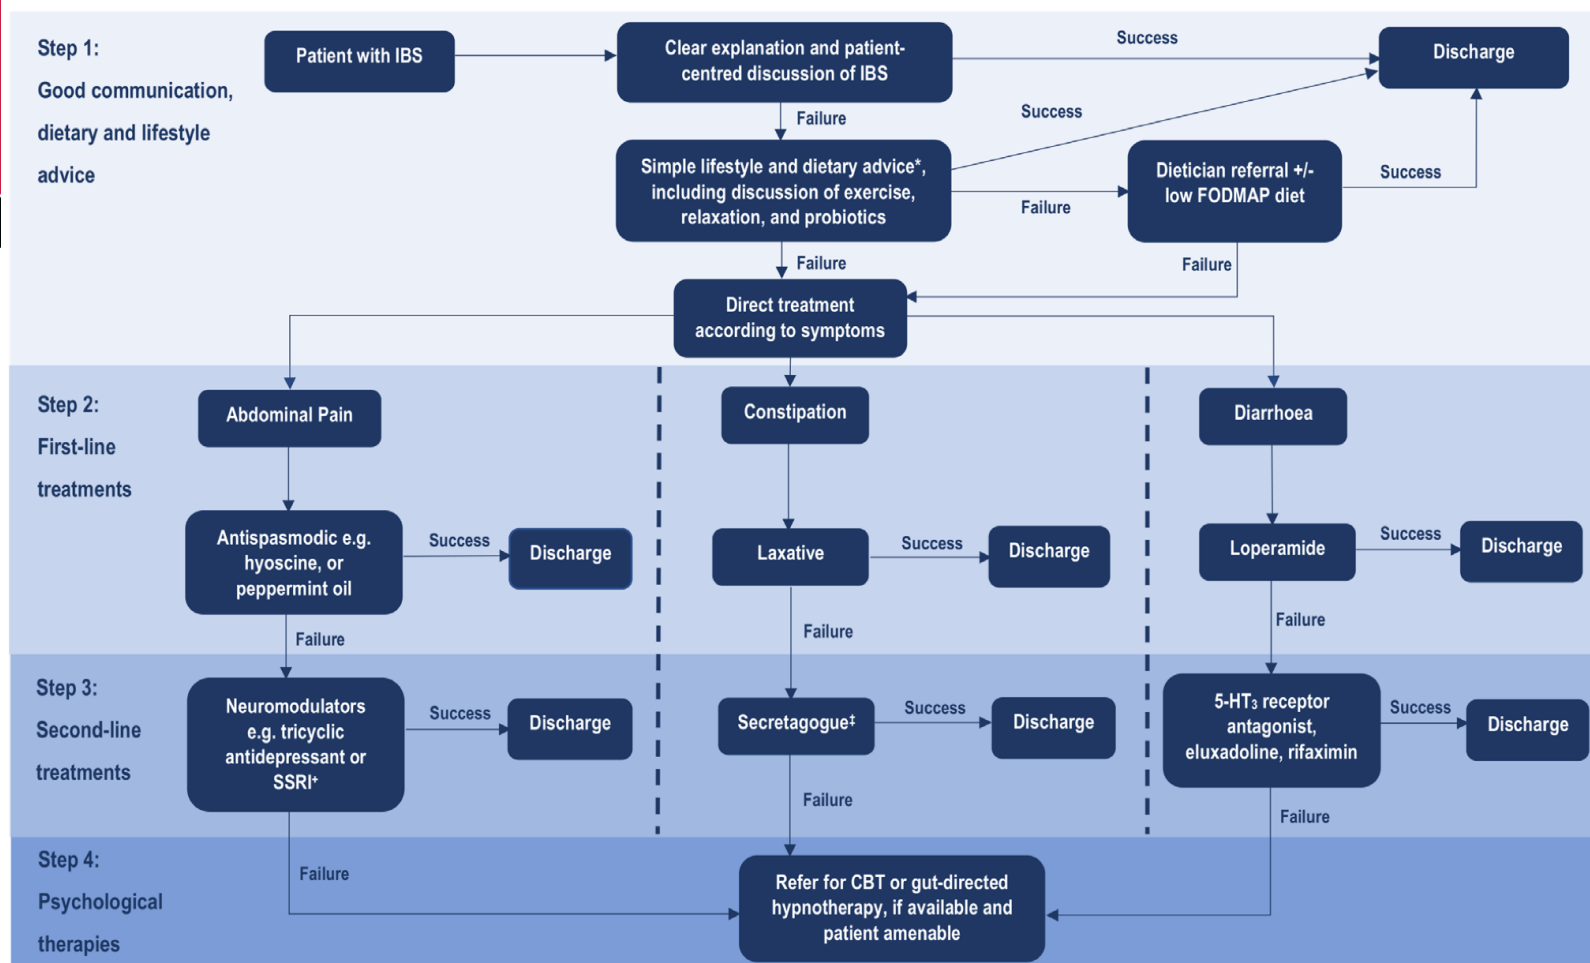 Step 1:
Good communication,
dietary and lifestyle
advice
Patient with IBS
Clear explanation and patient-
centred discussion of IBS
Success
Discharge
Failure
Success
Simple lifestyle and dietary advice*,
including discussion of exercise,
relaxation, and probiotics
Failure
Dietician referral +/-
low FODMAP diet
Success
Failure
Failure
Direct treatment
according to symptoms
Step 2:
First-line
treatments
Abdominal Pain
Constipation
Diarrhoea
Antispasmodic e.g.
hyoscine, or
peppermint oil
Success
Discharge
Laxative
Success
Discharge
Loperamide
Success
Discharge
Failure
Failure
Failure
Step 3:
Second-line
treatments
Neuromodulators
e.g. tricyclic
antidepressant or
SSRI⁺
Success
Discharge
Secretagogue‡
Success
Discharge
5-HT₃ receptor
antagonist,
eluxadoline, rifaximin
Success
Discharge
Failure
Failure
Failure
Step 4:
Psychological
therapies
Refer for CBT or gut-directed
hypnotherapy, if available and
patient amenable